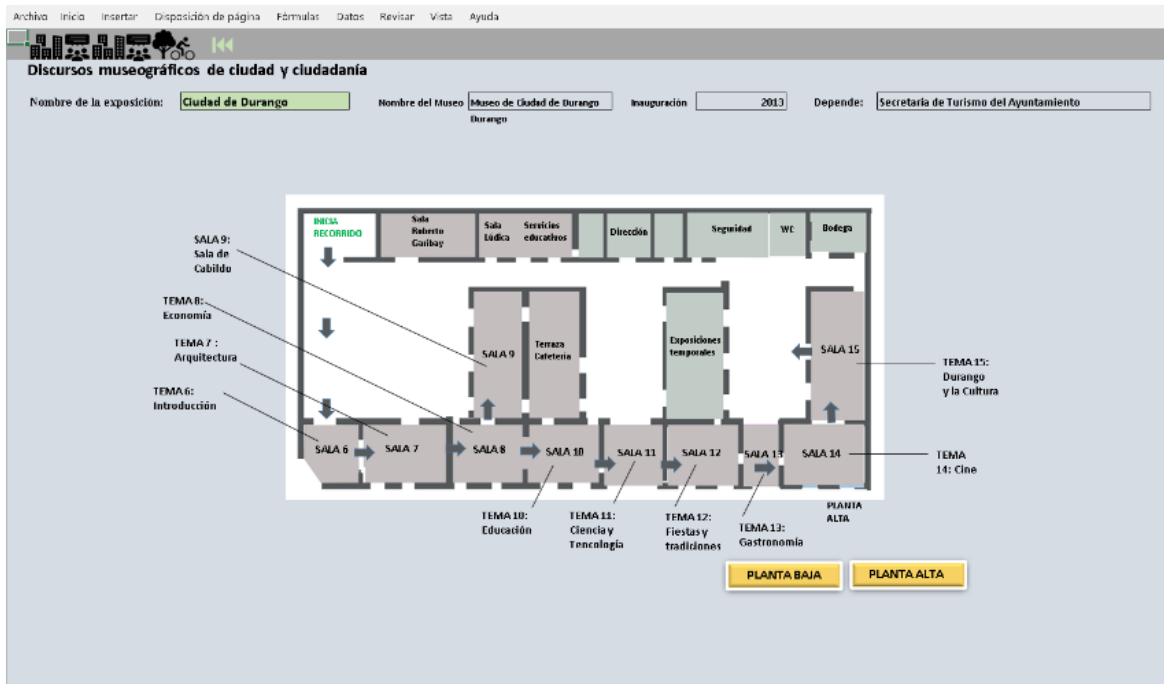 Archivo Inicio Insertar Disposición de página Fórmulas Datos Revisar Vista Ayuda
Discursos museográficos de ciudad y ciudadanía
Nombre de la exposición: Ciudad de Durango Nombre del Museo Museo de Ciudad de Durango Inauguración 2013 Depende: Secretaría de Turismo del Ayuntamiento
Durango
INICIA
RECORRIDO
Sala
Roberto
Garibay
Sala
Lúdica
Servicios
educativos
Dirección
Seguridad
WC
Bodega
SALA 9:
Sala de
Cabildo
TEMA 8:
Economía
TEMA 7 :
Arquitectura
TEMA 6:
Introducción
SALA 9
Terraza
Cafetería
Exposiciones
temporales
SALA 15
TEMA 15:
Durango
y la Cultura
SALA 6
SALA 7
SALA 8
SALA 10
SALA 11
SALA 12
SALA 13
SALA 14
TEMA
14: Cine
PLANTA
ALTA
TEMA 10:
Educación
TEMA 11:
Ciencia y
Tencología
TEMA 12:
Fiestas y
tradiciones
TEMA 13:
Gastronomía
PLANTA BAJA
PLANTA ALTA